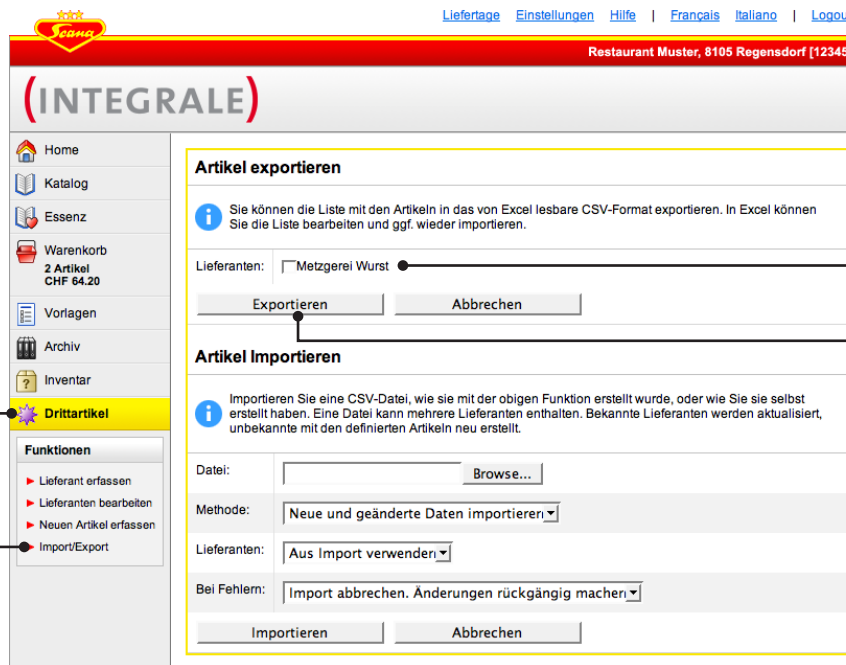 Scana
Liefertage Einstellungen Hilfe | Français Italiano | Logou
Restaurant Muster, 8105 Regensdorf [12345
(INTEGRALE)
Home
Katalog
Essenz
Warenkorb
2 Artikel
CHF 64.20
Vorlagen
Archiv
Inventar
Drittartikel
Funktionen
Lieferant erfassen
Lieferanten bearbeiten
Neuen Artikel erfassen
Import/Export
Artikel exportieren
Sie können die Liste mit den Artikeln in das von Excel lesbare CSV-Format exportieren. In Excel können
Sie die Liste bearbeiten und ggf. wieder importieren.
Lieferanten: Metzgerei Wurst
Exportieren Abbrechen
Artikel Importieren
Importieren Sie eine CSV-Datei, wie sie mit der obigen Funktion erstellt wurde, oder wie Sie sie selbst
erstellt haben. Eine Datei kann mehrere Lieferanten enthalten. Bekannte Lieferanten werden aktualisiert,
unbekannte mit den definierten Artikeln neu erstellt.
Datei: Browse...
Methode: Neue und geänderte Daten importieren
Lieferanten: Aus Import verwenden
Bei Fehlern: Import abbrechen. Änderungen rückgängig machen
Importieren Abbrechen